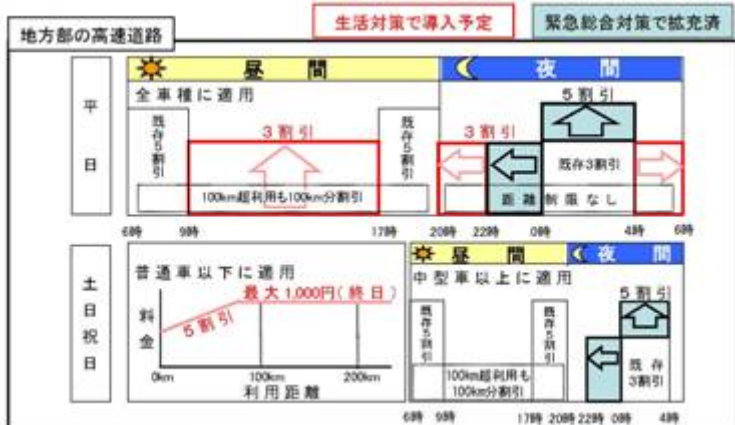 地方部の高速道路
生活対策で導入予定
緊急総合対策で拡充済
平日
昼間
夜間
全車種に適用
既存5割引
3割引
100km超利用も100km分割引
既存5割引
3割引
5割引
既存3割引
距離制限なし
6時 9時 17時 20時 22時 0時 4時 6時
土日祝日
普通車以下に適用
最大1,000円(終日)
5割引
料金
0km 100km 200km
利用距離
昼間
夜間
中型車以上に適用
既存5割引
100km超利用も
100km分割引
既存5割引
5割引
既存
3割引
6時 9時 17時 20時 22時 0時 4時